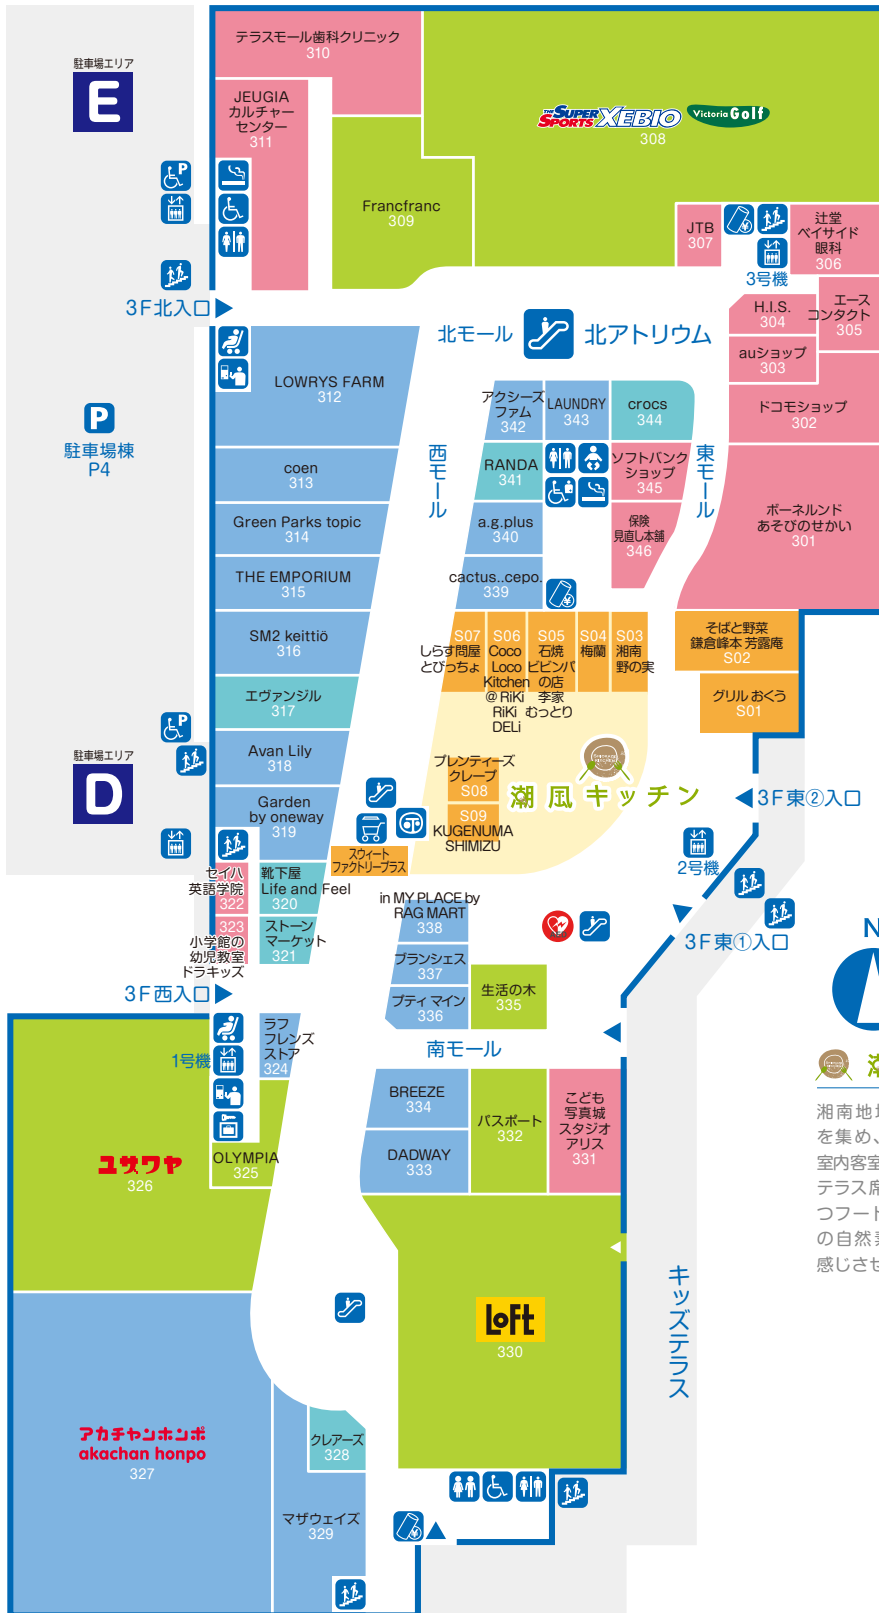 テラスモール歯科クリニック
310
駐車場エリア
E
JEUGIA
カルチャー
センター
311
THE SUPER
SPORTS XEBIO
Victoria Golf
308
Francfranc
309
JTB
307
辻堂
ベイサイド
眼科
306
3号機
3F北入口
H.I.S.
304
エース
コンタクト
305
北モール
北アトリウム
auショップ
303
LOWRYS FARM
312
アクシーズ
ファム
342
LAUNDRY
343
crocs
344
ドコモショップ
302
P
駐車場棟
P4
西モール
東モール
coen
313
RANDA
341
ソフトバンク
ショップ
345
Green Parks topic
314
a.g.plus
340
保険
見直し本舗
346
ボーネルンド
あそびのせかい
301
THE EMPORIUM
315
cactus..cepo.
339
SM2 keittiö
316
S07
しらす問屋
とびっちょ
S06
Coco
Loco
Kitchen
@ RiKi
RiKi
DELi
S05
石焼
ビビンバ
の店
李家
むっとり
S04
梅蘭
S03
湘南
野の実
そばと野菜
鎌倉峰本 芳露庵
S02
エヴァンジル
317
グリル おくう
S01
Avan Lily
318
駐車場エリア
D
プレンティーズ
クレープ
S08
潮風キッチン
3F東②入口
Garden
by oneway
319
S09
KUGENUMA
SHIMIZU
2号機
スウィート
ファクトリープラス
セイハ
英語学院
322
靴下屋
Life and Feel
320
in MY PLACE by
RAG MART
338
323
小学館の
幼児教室
ドラキッズ
ストーン
マーケット
321
3F東①入口
N
ブランシェス
337
3F西入口
プティ マイン
336
生活の木
335
ラフ
フレンズ
ストア
324
1号機
南モール
BREEZE
334
パスポート
332
こども
写真城
スタジオ
アリス
331
湘南地
を集め、
室内客室
テラス席
つフード
の自然
感じさせ
ユザワヤ
326
OLYMPIA
325
DADWAY
333
キッズテラス
LoFt
330
アカチャンホンポ
akachan honpo
327
クレアーズ
328
マザウェイズ
329